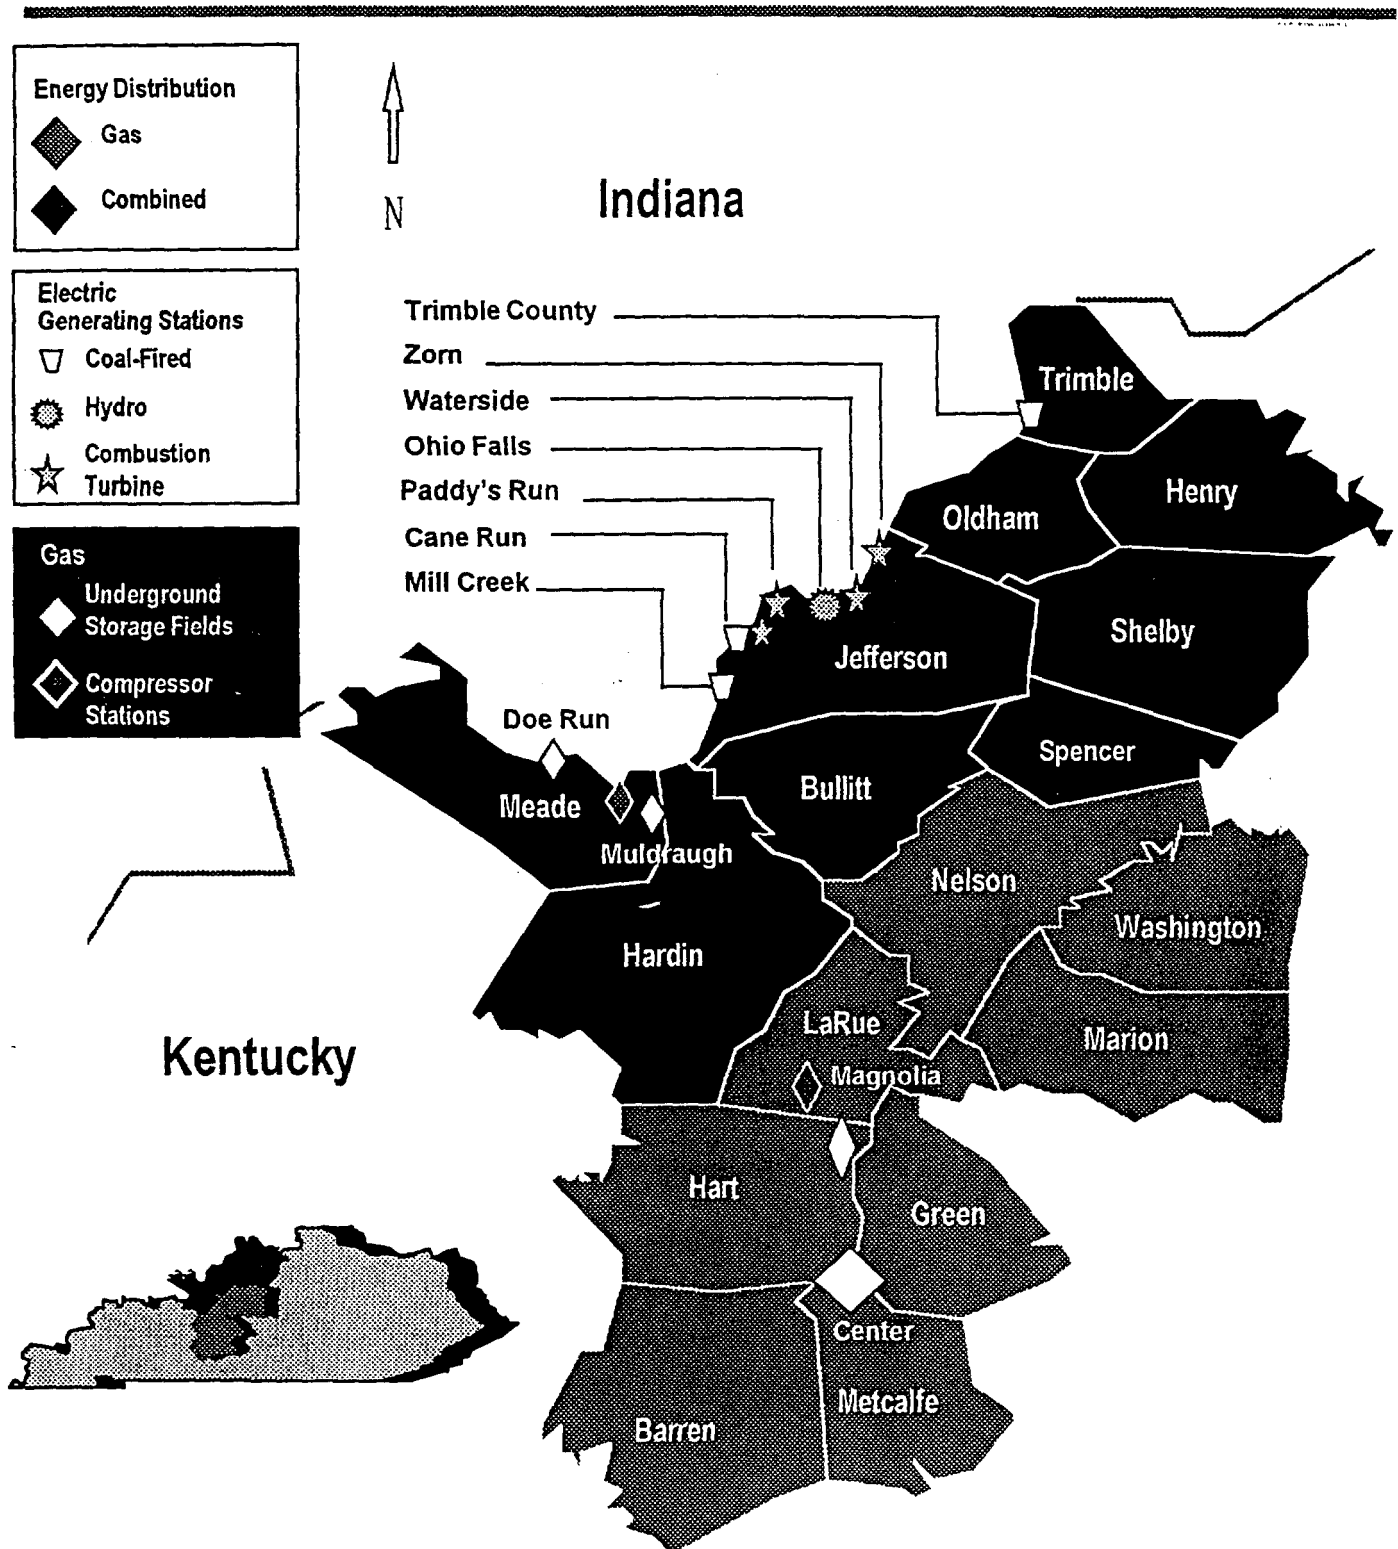 Energy Distribution
Gas
Combined
N
Indiana
Electric
Generating Stations
Coal-Fired
Hydro
Combustion
Turbine
Gas
Underground
Storage Fields
Compressor
Stations
Trimble County
Zorn
Waterside
Ohio Falls
Paddy's Run
Cane Run
Mill Creek
Trimble
Henry
Oldham
Shelby
Jefferson
Doe Run
Spencer
Bullitt
Meade
Muldraugh
Nelson
Washington
Hardin
LaRue
Marion
Kentucky
Magnolia
Hart
Green
Center
Metcalfe
Barren